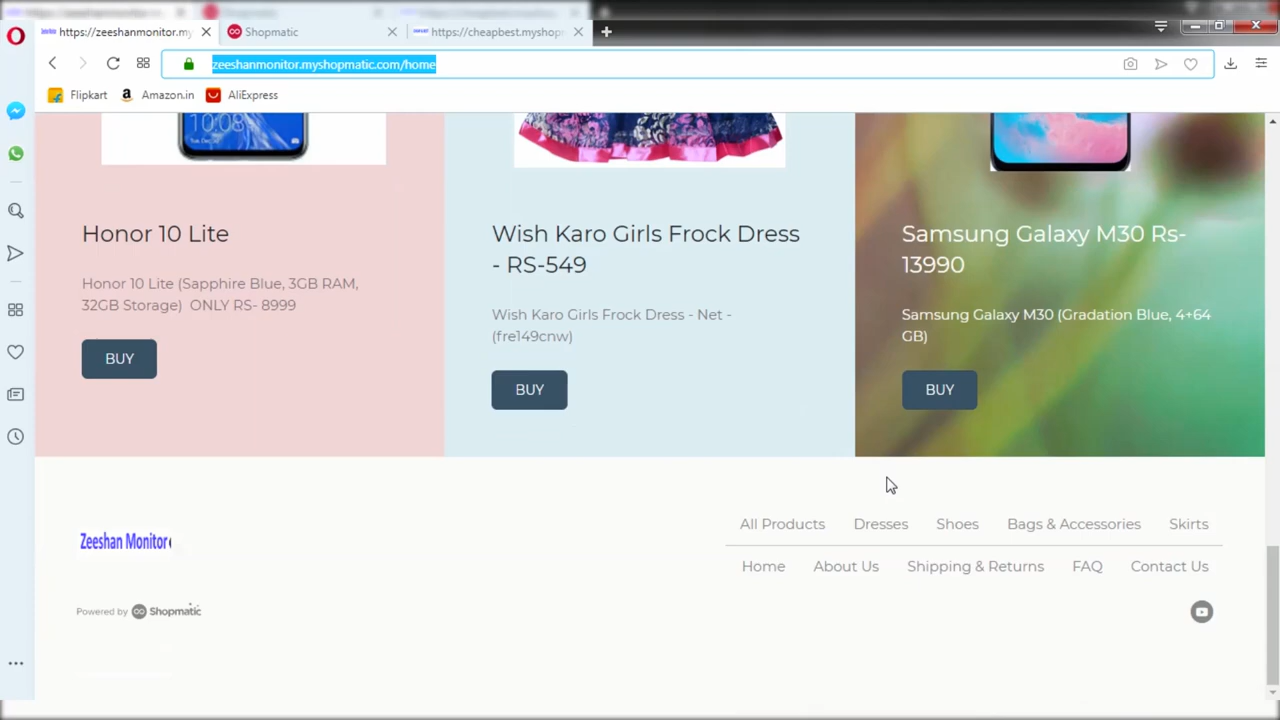 https://zeeshanmonitor.my
Shopmatic
https://cheapbest.myshopm
zeeshanmonitor.myshopmatic.com/home
Flipkart
Amazon.in
AliExpress
10:08
Honor 10 Lite
Honor 10 Lite (Sapphire Blue, 3GB RAM,
32GB Storage) ONLY RS- 8999
BUY
Wish Karo Girls Frock Dress
- RS-549
Wish Karo Girls Frock Dress - Net -
(fre149cnw)
BUY
Samsung Galaxy M30 Rs-
13990
Samsung Galaxy M30 (Gradation Blue, 4+64
GB)
BUY
Zeeshan Monitor
Powered by Shopmatic
All Products Dresses Shoes Bags & Accessories Skirts
Home About Us Shipping & Returns FAQ Contact Us